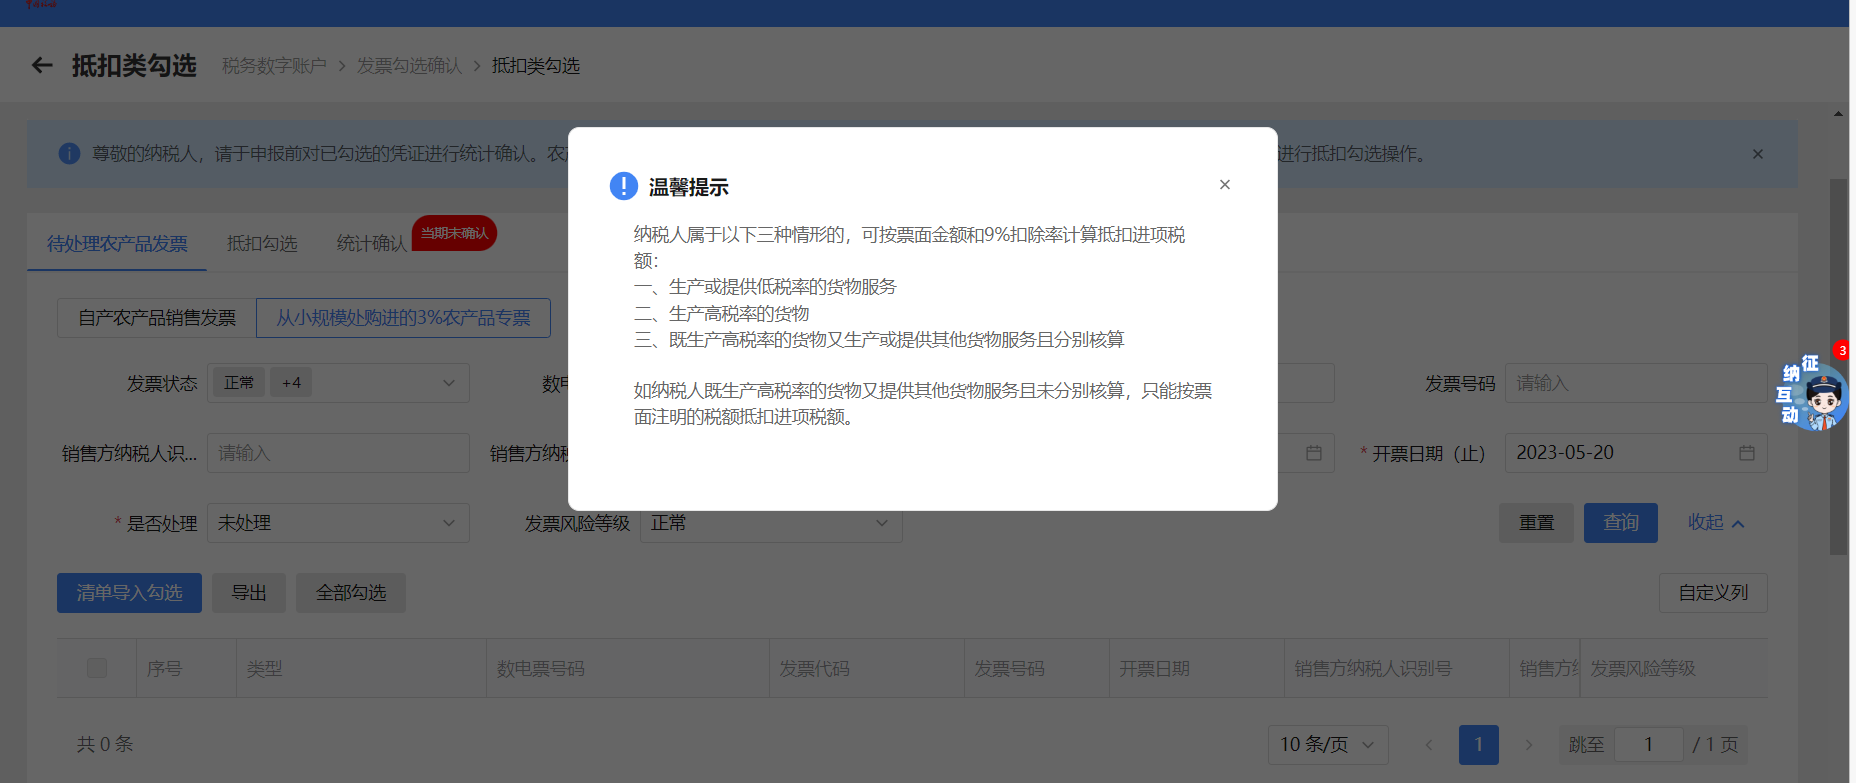 抵扣类勾选 税务数字账户 > 发票勾选确认 > 抵扣类勾选
尊敬的纳税人，请于申报前对已勾选的凭证进行统计确认。农
进行抵扣勾选操作。
温馨提示
纳税人属于以下三种情形的，可按票面金额和9%扣除率计算抵扣进项税
额：
一、生产或提供低税率的货物服务
二、生产高税率的货物
三、既生产高税率的货物又生产或提供其他货物服务且分别核算
如纳税人既生产高税率的货物又提供其他货物服务且未分别核算，只能按票
面注明的税额抵扣进项税额。
待处理农产品发票 抵扣勾选 统计确认 当期未确认
自产农产品销售发票 从小规模处购进的3%农产品专票
发票状态 正常 +4 数 发票号码 请输入
销售方纳税人识... 请输入 销售方纳税 * 开票日期（止） 2023-05-20
* 是否处理 未处理 发票风险等级 正常 重置 查询 收起
清单导入勾选 导出 全部勾选 自定义列
序号 类型 数电票号码 发票代码 发票号码 开票日期 销售方纳税人识别号 销售方 发票风险等级
共 0 条 10 条/页 1 跳至 1 / 1 页
3
征纳互动